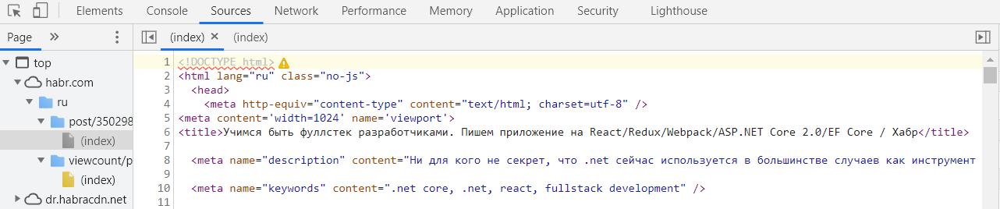 Elements Console Sources Network Performance Memory Application Security Lighthouse
Page (index) (index)
top
habr.com
ru
post/350298
(index)
viewcount/p
(index)
dr.habracdn.net
1 <!DOCTYPE html>
2 <html lang="ru" class="no-js">
3 <head>
4 <meta http-equiv="content-type" content="text/html; charset=utf-8" />
5 <meta content='width=1024' name='viewport'>
6 <title>Учимся быть фуллстек разработчиками. Пишем приложение на React/Redux/Webpack/ASP.NET Core 2.0/EF Core / Хабр</title>
7
8 <meta name="description" content="Ни для кого не секрет, что .net сейчас используется в большинстве случаев как инструмент
9
10 <meta name="keywords" content=".net core, .net, react, fullstack development" />
11